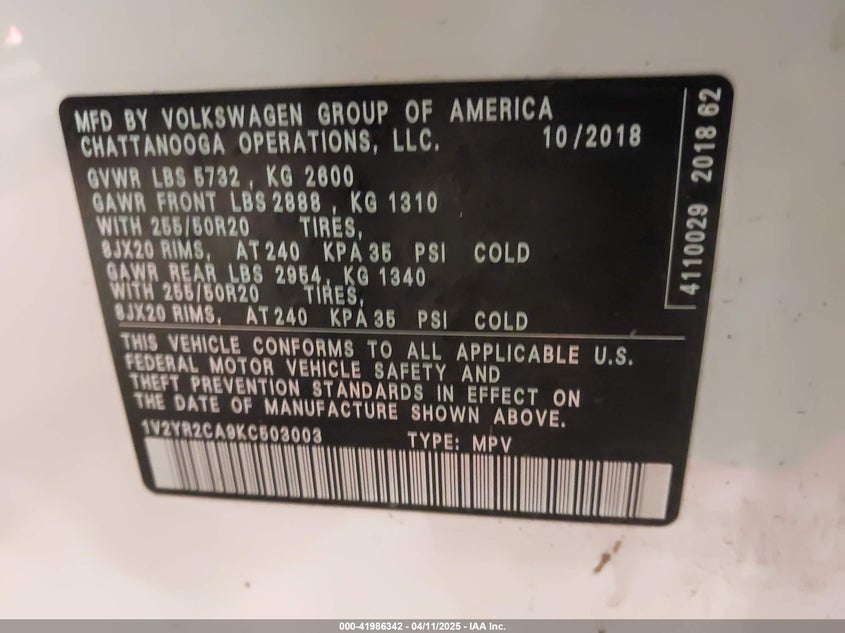 MFD BY VOLKSWAGEN GROUP OF AMERICA
CHATTANOOGA OPERATIONS, LLC. 10/2018
GVWR LBS 5732 , KG 2600
GAWR FRONT LBS 2888 , KG 1310
WITH 255/50R20 TIRES,
8JX20 RIMS, AT 240 KPA 35 PSI COLD
GAWR REAR LBS 2954, KG 1340
WITH 255/50R20 TIRES,
8JX20 RIMS, AT 240 KPA 35 PSI COLD
THIS VEHICLE CONFORMS TO ALL APPLICABLE U.S.
FEDERAL MOTOR VEHICLE SAFETY AND
THEFT PREVENTION STANDARDS IN EFFECT ON
THE DATE OF MANUFACTURE SHOWN ABOVE.
1V2YR2CA9KC503003 TYPE: MPV
4110029 2018 62
000-41986342 - 04/11/2025 - IAA Inc.